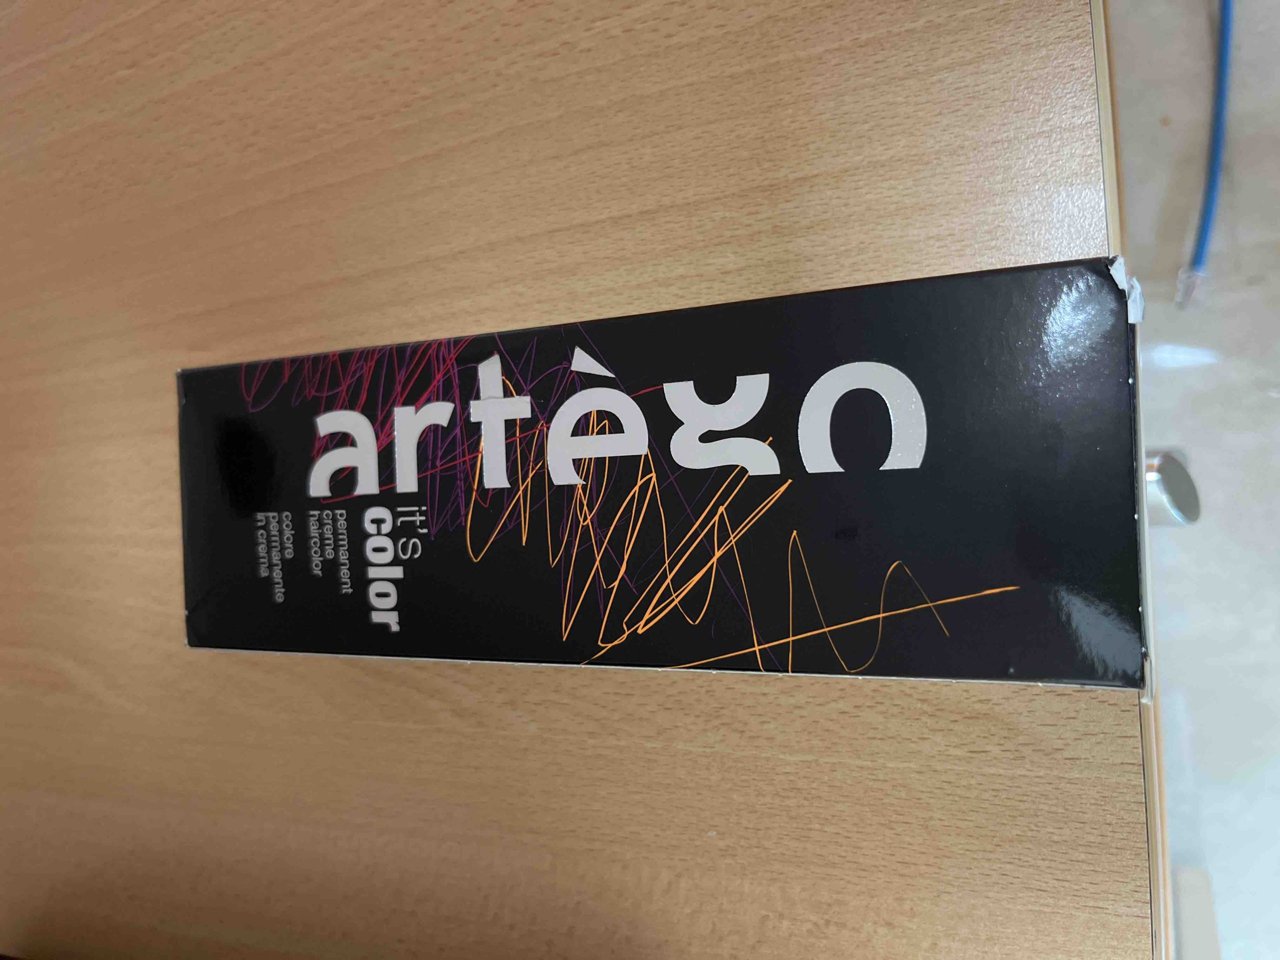 artègo
it's
color
permanent
creme
haircolor
colore
permanente
in crema